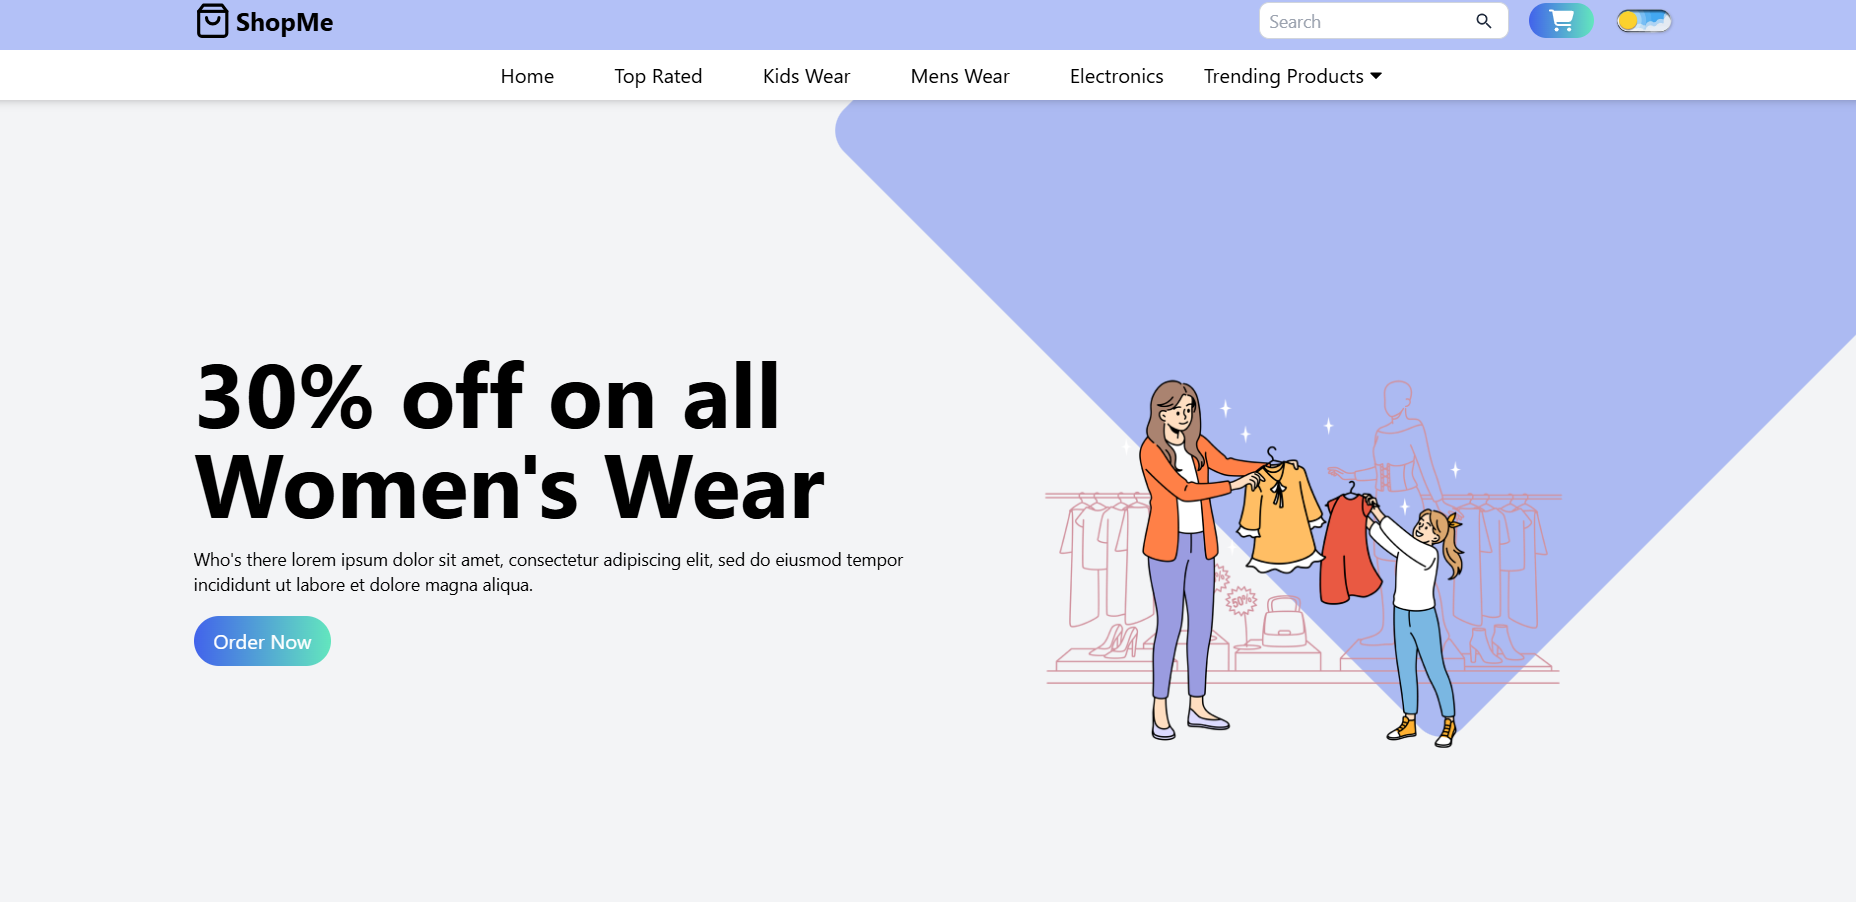 ShopMe
Search
Home Top Rated Kids Wear Mens Wear Electronics Trending Products
30% off on all
Women's Wear
Who's there lorem ipsum dolor sit amet, consectetur adipiscing elit, sed do eiusmod tempor
incididunt ut labore et dolore magna aliqua.
Order Now
50%